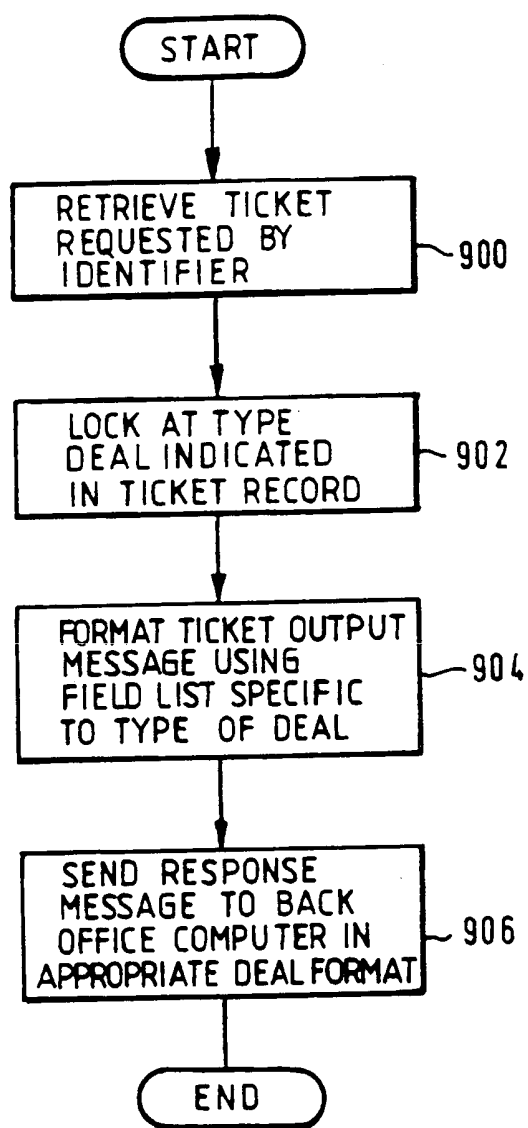 START
RETRIEVE TICKET
REQUESTED BY
IDENTIFIER
900
LOCK AT TYPE
DEAL INDICATED
IN TICKET RECORD
902
FORMAT TICKET OUTPUT
MESSAGE USING
FIELD LIST SPECIFIC
TO TYPE OF DEAL
904
SEND RESPONSE
MESSAGE TO BACK
OFFICE COMPUTER IN
APPROPRIATE DEAL FORMAT
906
END